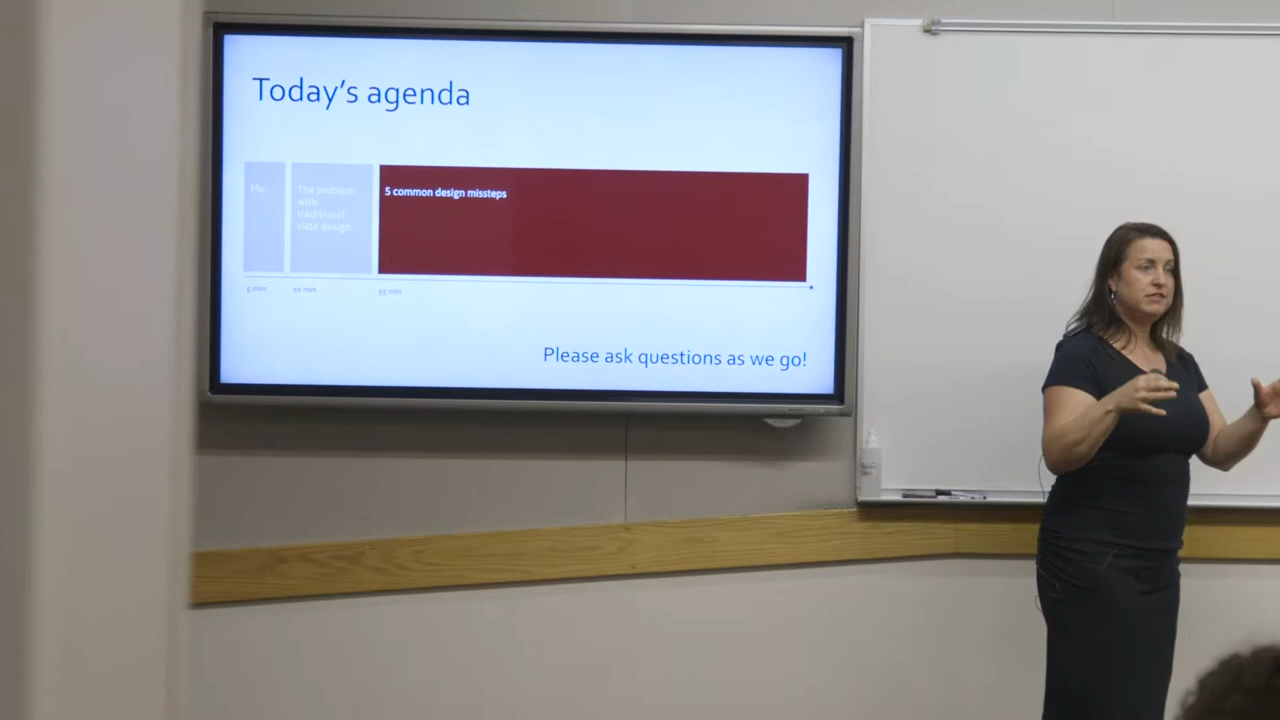 Today's agenda
Me
The problem
with
traditional
slide design
5 common design missteps
5 min
10 min
55 min
Please ask questions as we go!